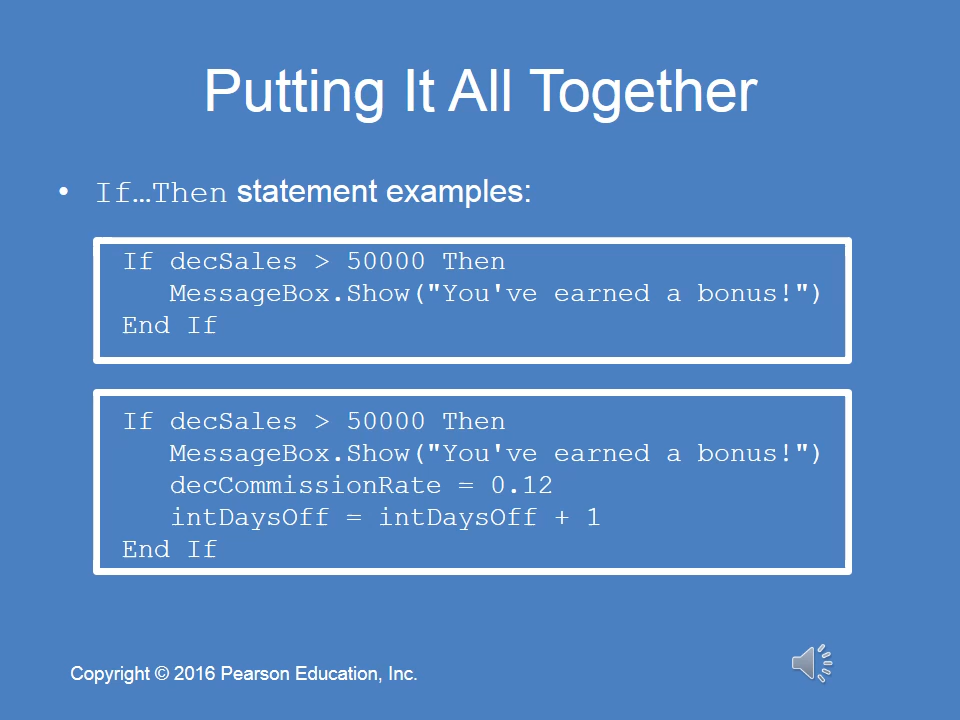 Putting It All Together
• If…Then statement examples:
If decSales > 50000 Then
   MessageBox.Show("You've earned a bonus!")
End If
If decSales > 50000 Then
   MessageBox.Show("You've earned a bonus!")
   decCommissionRate = 0.12
   intDaysOff = intDaysOff + 1
End If
Copyright © 2016 Pearson Education, Inc.